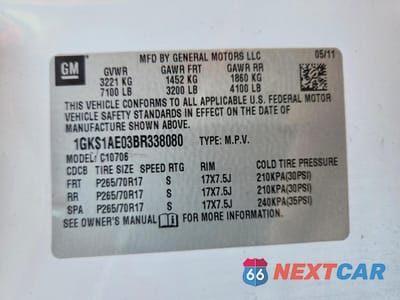 GM
MFD BY GENERAL MOTORS LLC 05/11
GVWR GAWR FRT GAWR RR
3221 KG 1452 KG 1860 KG
7100 LB 3200 LB 4100 LB
THIS VEHICLE CONFORMS TO ALL APPLICABLE U.S. FEDERAL MOTOR
VEHICLE SAFETY STANDARDS IN EFFECT ON THE DATE OF
MANUFACTURE SHOWN ABOVE.
1GKS1AE03BR338080 TYPE: M.P.V.
MODEL: C10706
CDCB TIRE SIZE SPEED RTG RIM COLD TIRE PRESSURE
FRT P265/70R17 S 17X7.5J 210KPA(30PSI)
RR P265/70R17 S 17X7.5J 210KPA(30PSI)
SPA P265/70R17 S 17X7.5J 240KPA(35PSI)
SEE OWNER'S MANUAL FOR MORE INFORMATION.
66 NEXTCAR